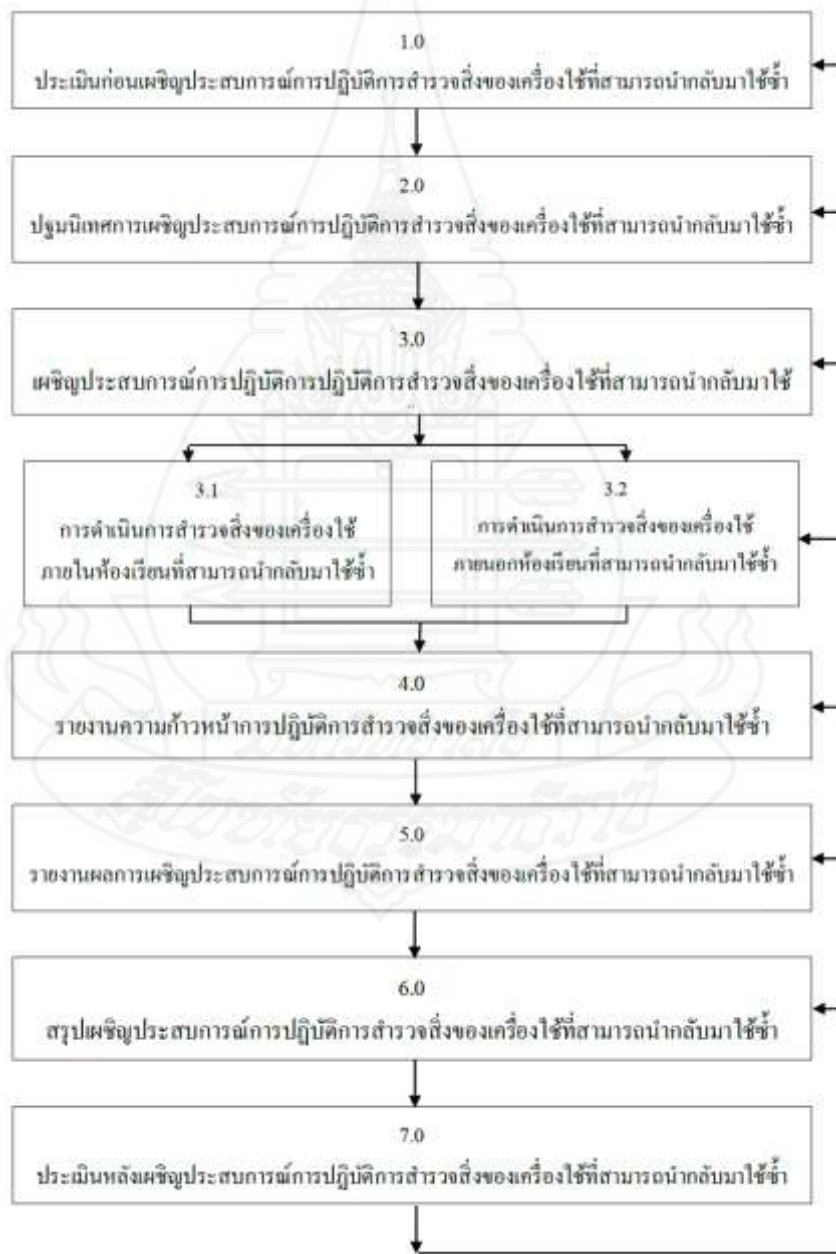 1.0
ประเมินก่อนเผชิญประสบการณ์การปฏิบัติการสำรวจสิ่งของเครื่องใช้ที่สามารถนำกลับมาใช้ซ้ำ
2.0
ปฐมนิเทศการเผชิญประสบการณ์การปฏิบัติการสำรวจสิ่งของเครื่องใช้ที่สามารถนำกลับมาใช้ซ้ำ
3.0
เผชิญประสบการณ์การปฏิบัติการปฏิบัติการสำรวจสิ่งของเครื่องใช้ที่สามารถนำกลับมาใช้
3.1
การดำเนินการสำรวจสิ่งของเครื่องใช้
ภายในห้องเรียนที่สามารถนำกลับมาใช้ซ้ำ
3.2
การดำเนินการสำรวจสิ่งของเครื่องใช้
ภายนอกห้องเรียนที่สามารถนำกลับมาใช้ซ้ำ
4.0
รายงานความก้าวหน้าการปฏิบัติการสำรวจสิ่งของเครื่องใช้ที่สามารถนำกลับมาใช้ซ้ำ
5.0
รายงานผลการเผชิญประสบการณ์การปฏิบัติการสำรวจสิ่งของเครื่องใช้ที่สามารถนำกลับมาใช้ซ้ำ
6.0
สรุปเผชิญประสบการณ์การปฏิบัติการสำรวจสิ่งของเครื่องใช้ที่สามารถนำกลับมาใช้ซ้ำ
7.0
ประเมินหลังเผชิญประสบการณ์การปฏิบัติการสำรวจสิ่งของเครื่องใช้ที่สามารถนำกลับมาใช้ซ้ำ